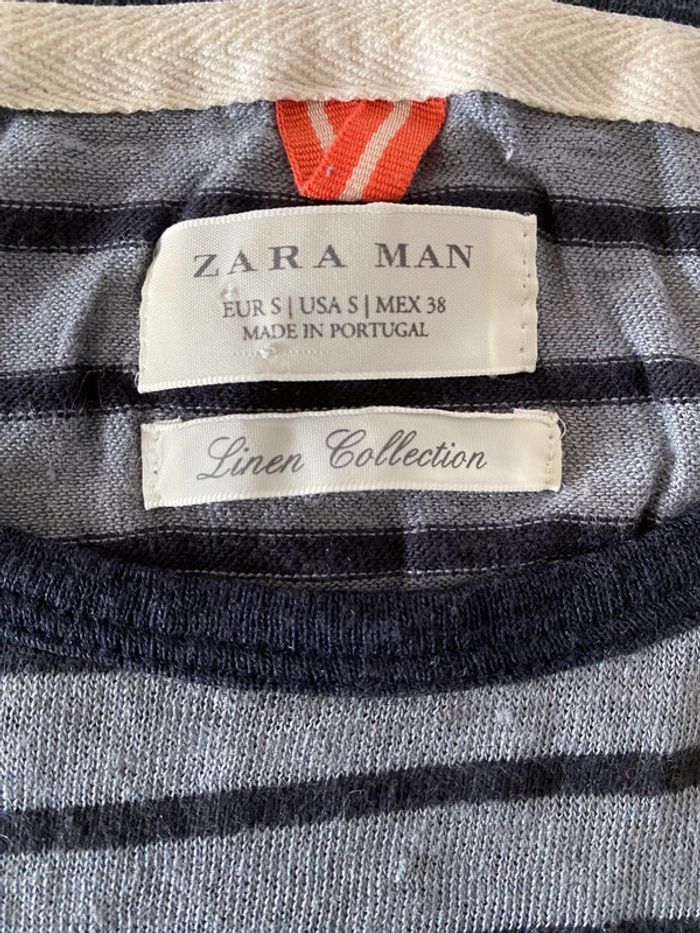 ZARA MAN
EUR S | USA S | MEX 38
MADE IN PORTUGAL
Linen Collection